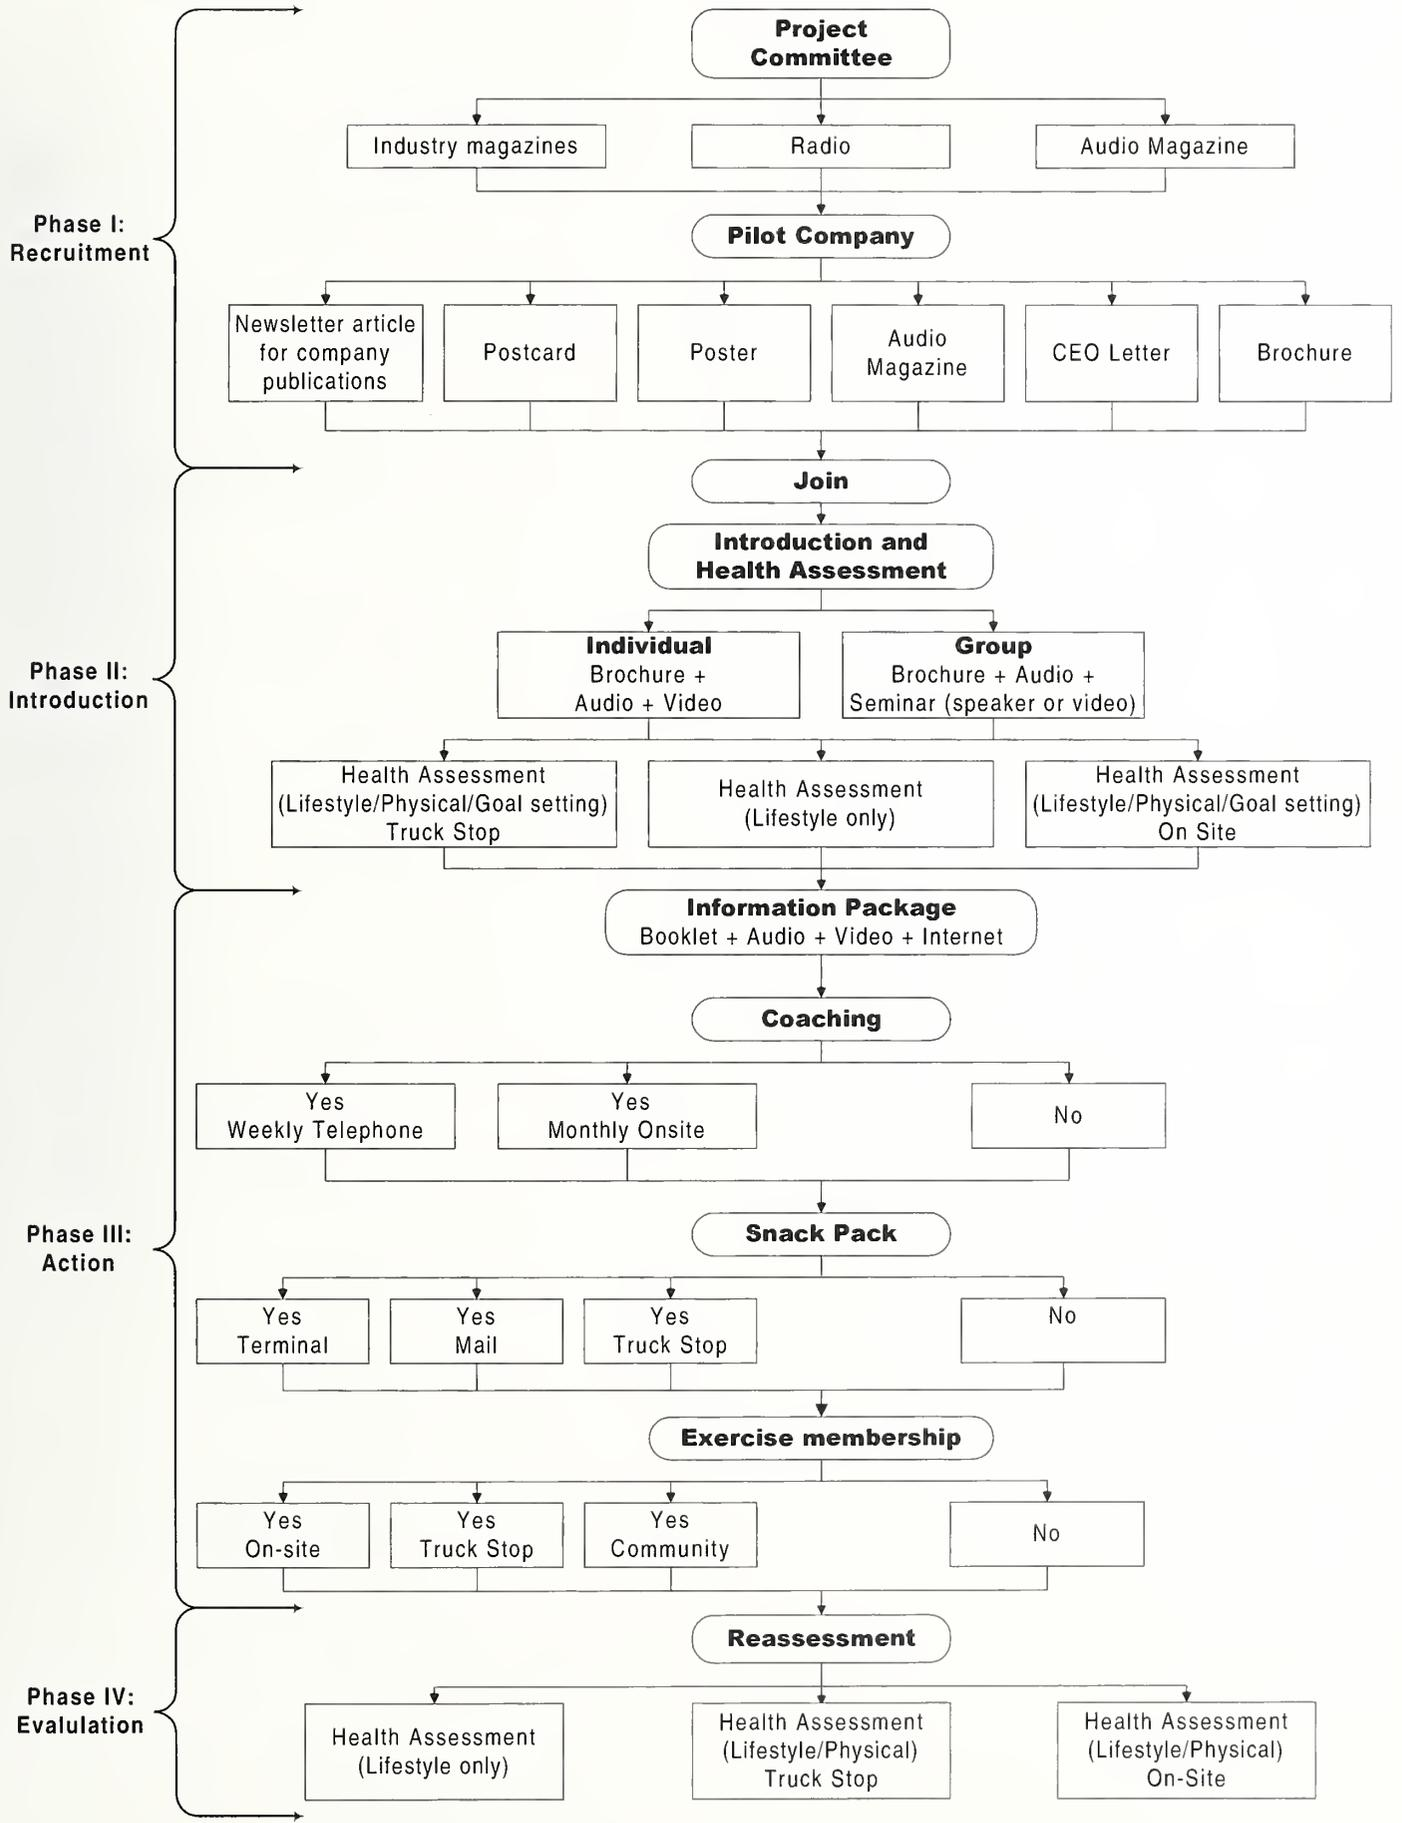 Project
Committee
Industry magazines
Radio
Audio Magazine
Phase I:
Recruitment
Pilot Company
Newsletter article
for company
publications
Postcard
Poster
Audio
Magazine
CEO Letter
Brochure
Join
Introduction and
Health Assessment
Phase II:
Introduction
Individual
Brochure +
Audio + Video
Group
Brochure + Audio +
Seminar (speaker or video)
Health Assessment
(Lifestyle/Physical/Goal setting)
Truck Stop
Health Assessment
(Lifestyle only)
Health Assessment
(Lifestyle/Physical/Goal setting)
On Site
Information Package
Booklet + Audio + Video + Internet
Coaching
Yes
Weekly Telephone
Yes
Monthly Onsite
No
Phase III:
Action
Snack Pack
Yes
Terminal
Yes
Mail
Yes
Truck Stop
No
Exercise membership
Yes
On-site
Yes
Truck Stop
Yes
Community
No
Reassessment
Phase IV:
Evalulation
Health Assessment
(Lifestyle only)
Health Assessment
(Lifestyle/Physical)
Truck Stop
Health Assessment
(Lifestyle/Physical)
On-Site